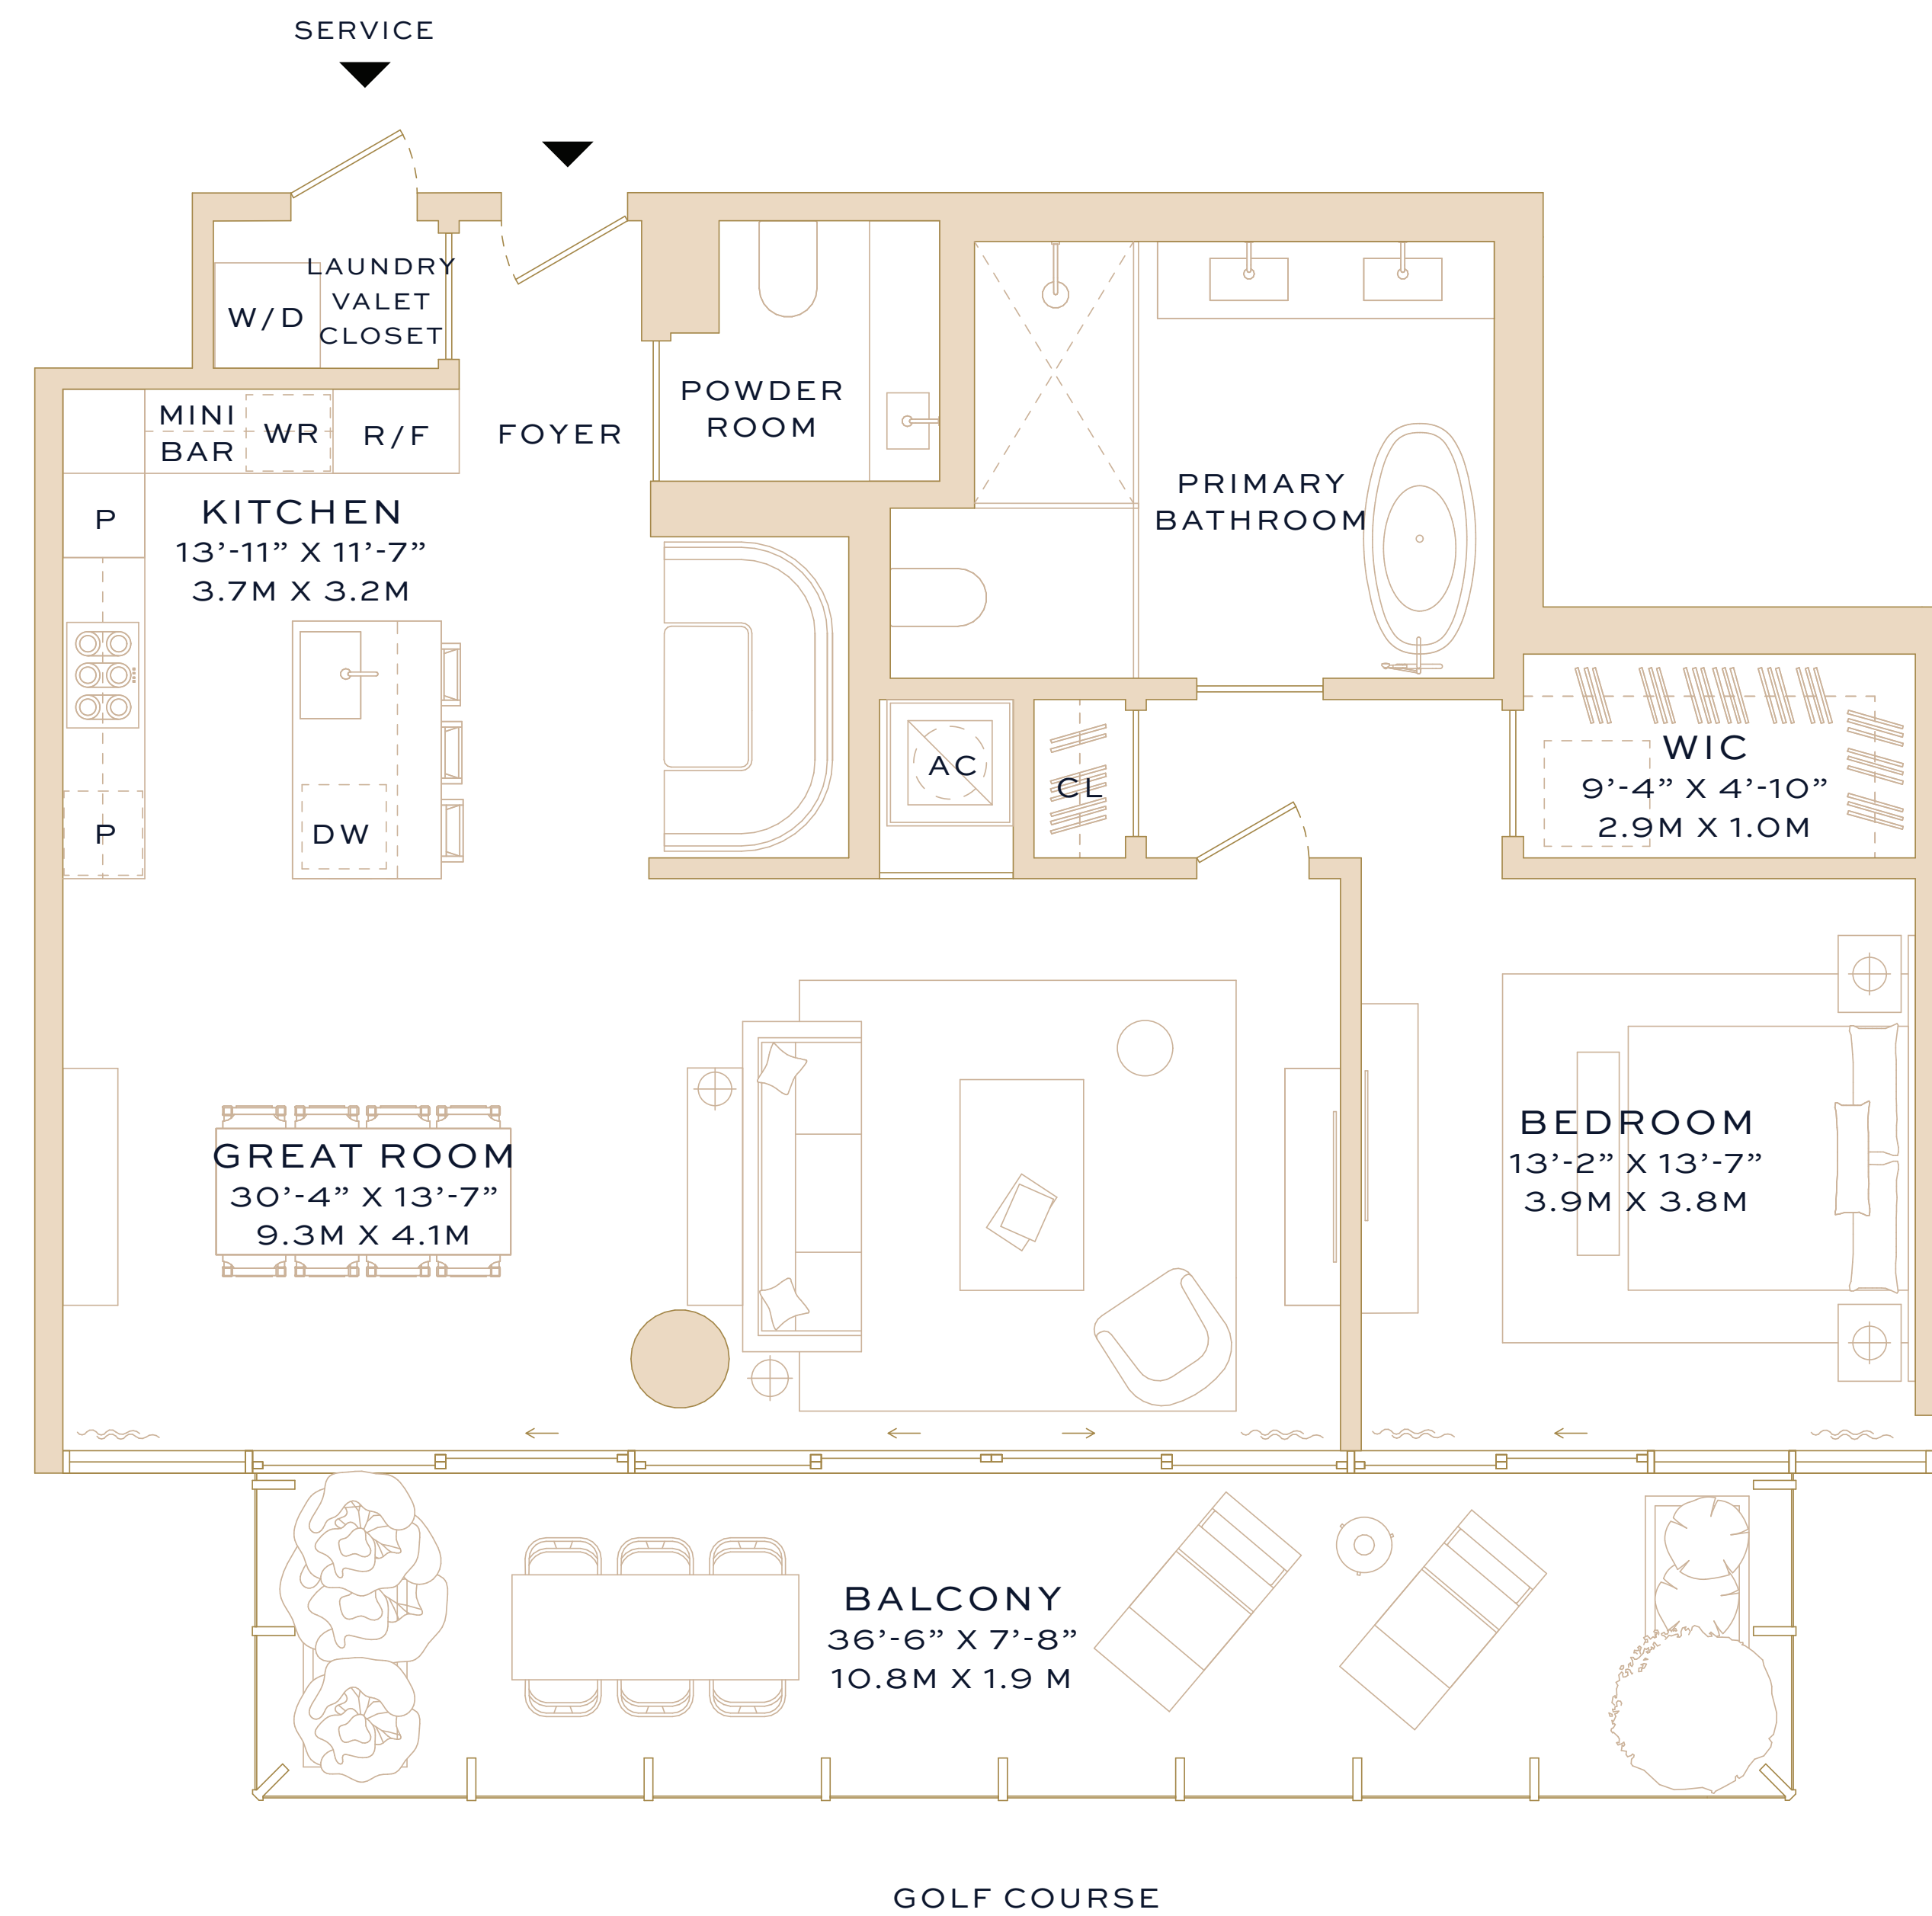 SERVICE
LAUNDRY
VALET
CLOSET
W/D
MINI
BAR
WR
R/F
FOYER
POWDER
ROOM
P
KITCHEN
13’-11” X 11’-7”
3.7M X 3.2M
PRIMARY
BATHROOM
P
DW
AC
CL
WIC
9’-4” X 4’-10”
2.9M X 1.0M
GREAT ROOM
30’-4” X 13’-7”
9.3M X 4.1M
BEDROOM
13’-2” X 13’-7”
3.9M X 3.8M
BALCONY
36’-6” X 7’-8”
10.8M X 1.9 M
GOLF COURSE